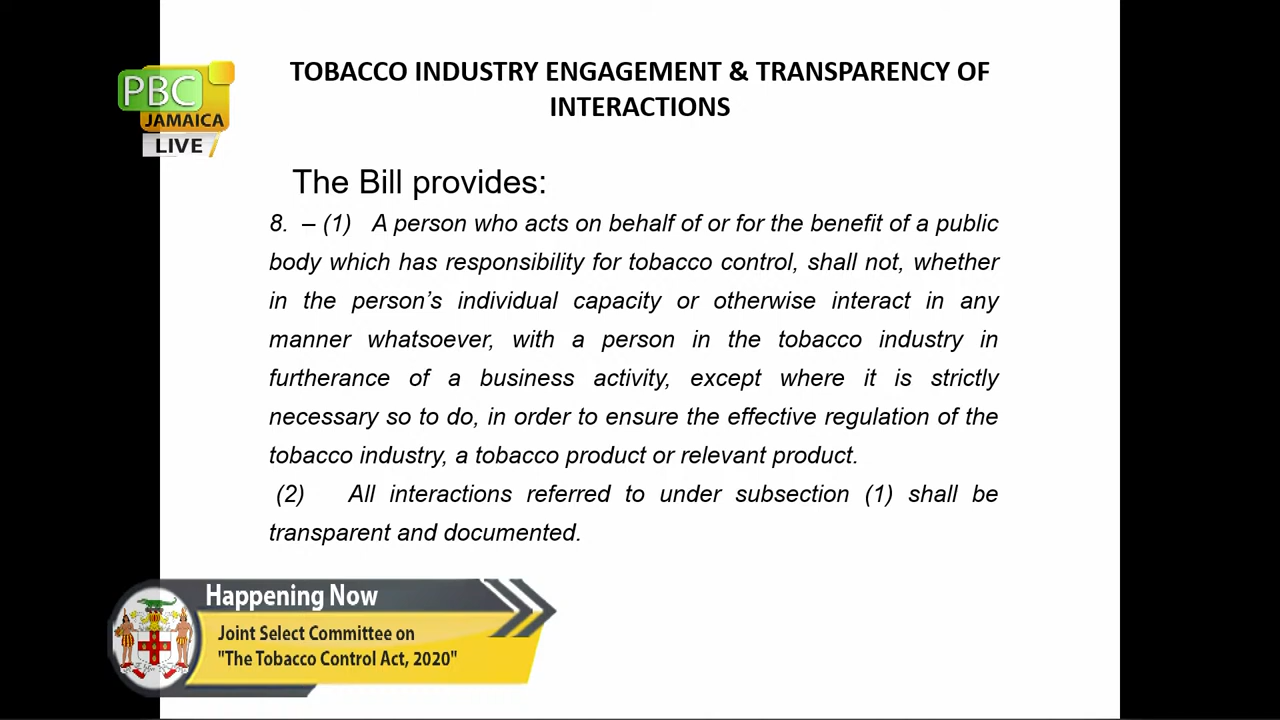 TOBACCO INDUSTRY ENGAGEMENT & TRANSPARENCY OF
INTERACTIONS
PBC
JAMAICA
LIVE
The Bill provides:
8. – (1) A person who acts on behalf of or for the benefit of a public
body which has responsibility for tobacco control, shall not, whether
in the person’s individual capacity or otherwise interact in any
manner whatsoever, with a person in the tobacco industry in
furtherance of a business activity, except where it is strictly
necessary so to do, in order to ensure the effective regulation of the
tobacco industry, a tobacco product or relevant product.
(2) All interactions referred to under subsection (1) shall be
transparent and documented.
Happening Now
Joint Select Committee on
"The Tobacco Control Act, 2020"